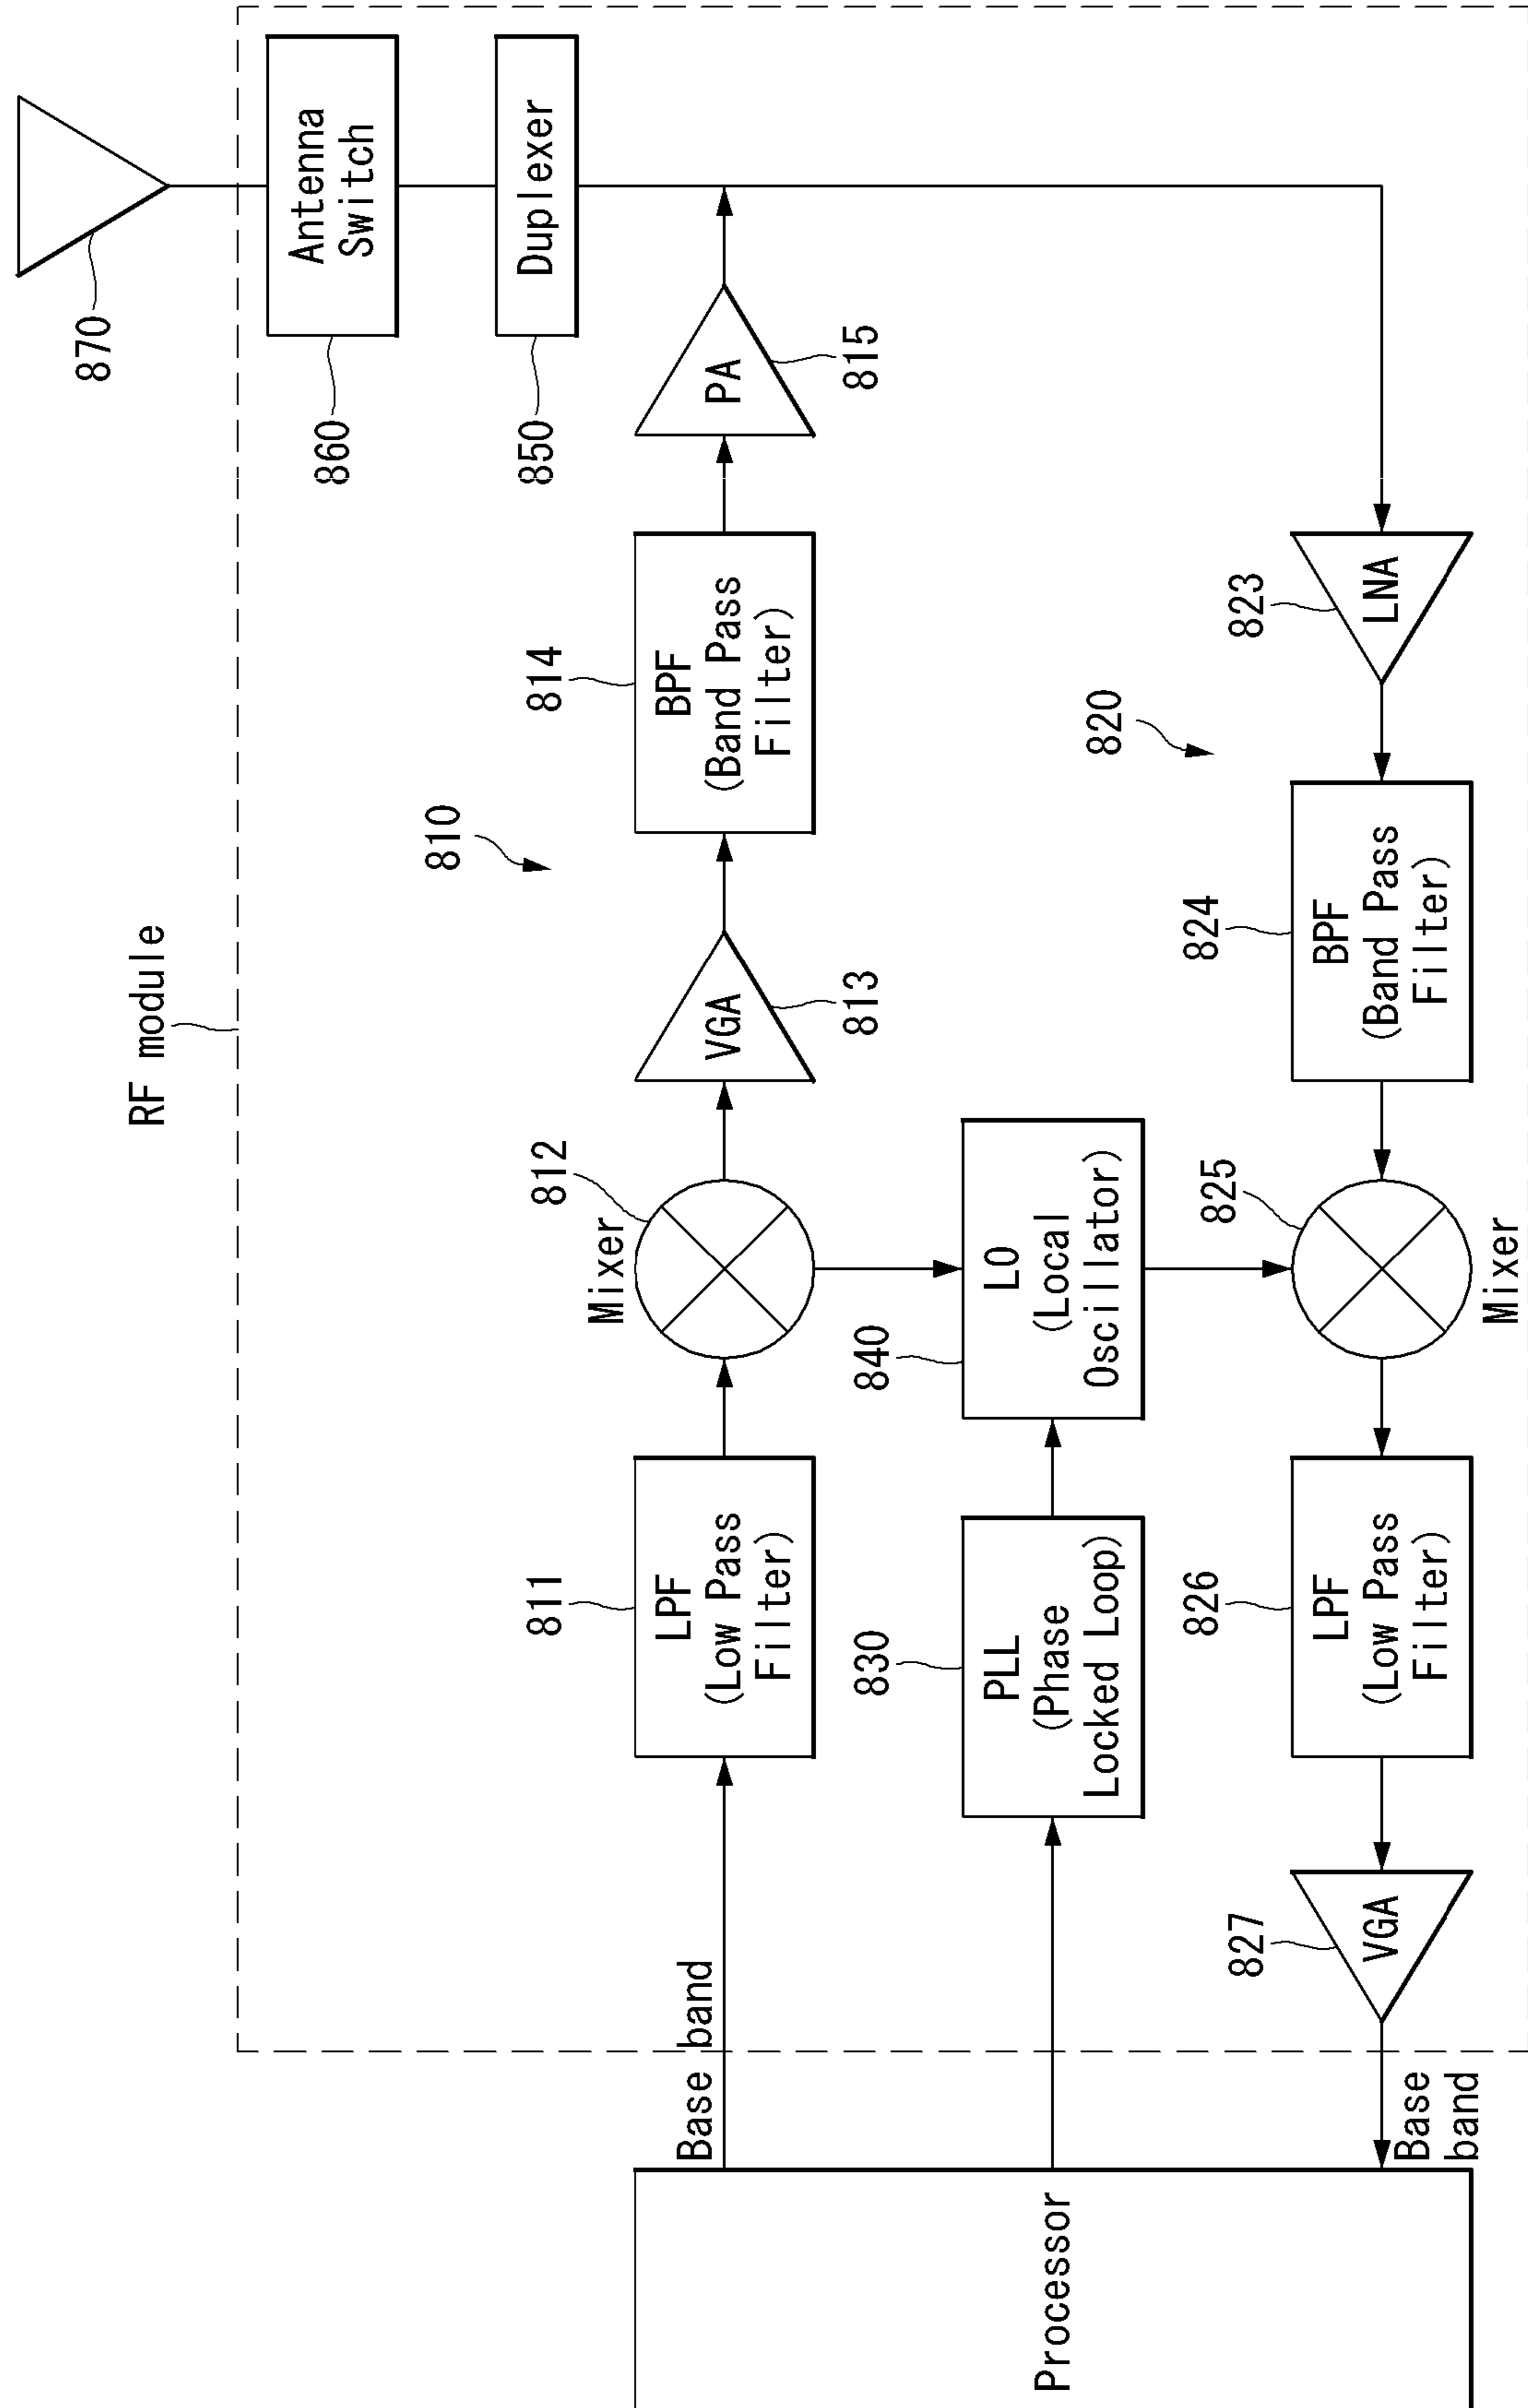 RF module
870
Antenna
Switch
860
Duplexer
850
810
811
LPF
(Low Pass
Filter)
Mixer
812
VGA
813
814
BPF
(Band Pass
Filter)
PA
815
Base band
Processor
830
PLL
(Phase
Locked Loop)
840
LO
(Local
Oscillator)
820
Base
band
827
VGA
826
LPF
(Low Pass
Filter)
825
Mixer
824
BPF
(Band Pass
Filter)
823
LNA